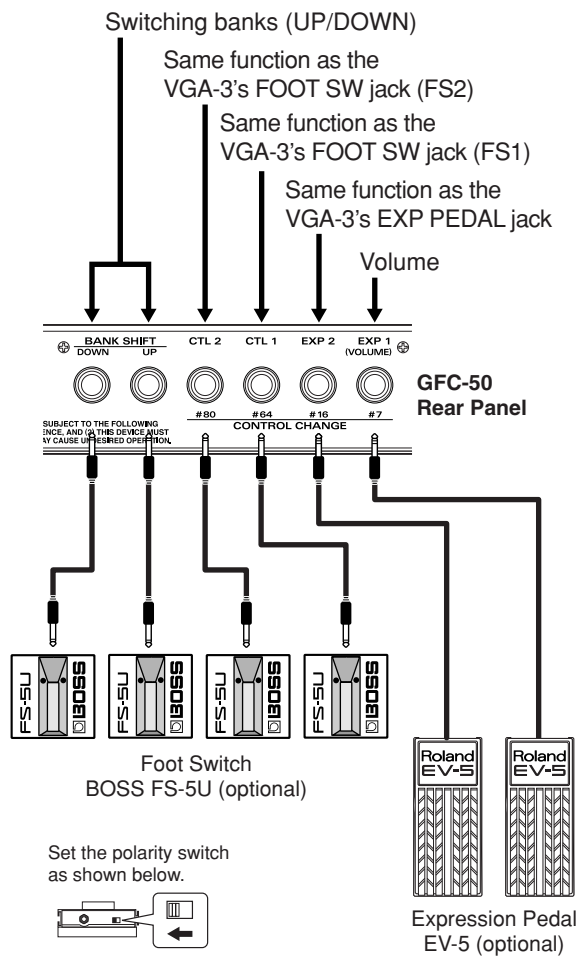 Switching banks (UP/DOWN)
Same function as the
VGA-3's FOOT SW jack (FS2)
Same function as the
VGA-3's FOOT SW jack (FS1)
Same function as the
VGA-3's EXP PEDAL jack
Volume
BANK SHIFT
DOWN UP
CTL 2
CTL 1
EXP 2
EXP 1
(VOLUME)
GFC-50
Rear Panel
#80 #64 #16 #7
CONTROL CHANGE
SUBJECT TO THE FOLLOWING
ENCE, AND (2) THIS DEVICE MUST
AY CAUSE UNDESIRED OPERATION.
FS-5U BOSS
FS-5U BOSS
FS-5U BOSS
FS-5U BOSS
Foot Switch
BOSS FS-5U (optional)
Roland
EV-5
Roland
EV-5
Set the polarity switch
as shown below.
Expression Pedal
EV-5 (optional)